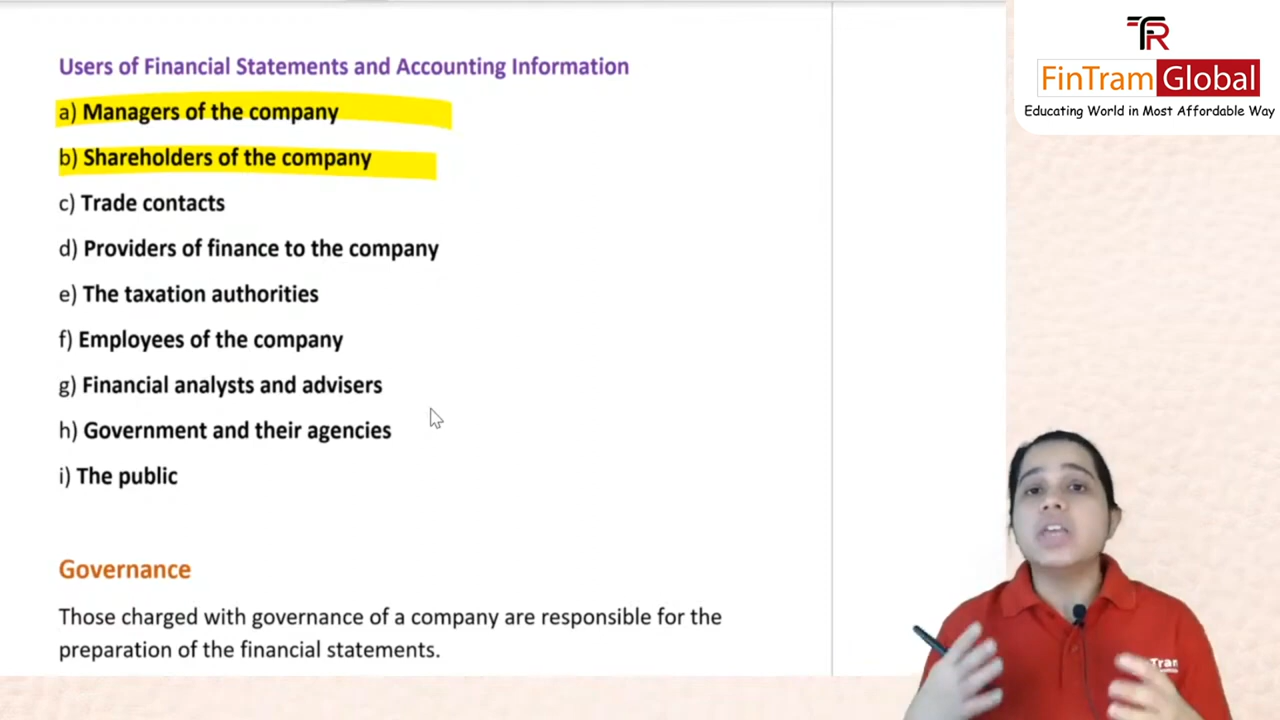 Users of Financial Statements and Accounting Information
a) Managers of the company
b) Shareholders of the company
c) Trade contacts
d) Providers of finance to the company
e) The taxation authorities
f) Employees of the company
g) Financial analysts and advisers
h) Government and their agencies
i) The public
Governance
Those charged with governance of a company are responsible for the
preparation of the financial statements.
FinTram Global
Educating World in Most Affordable Way